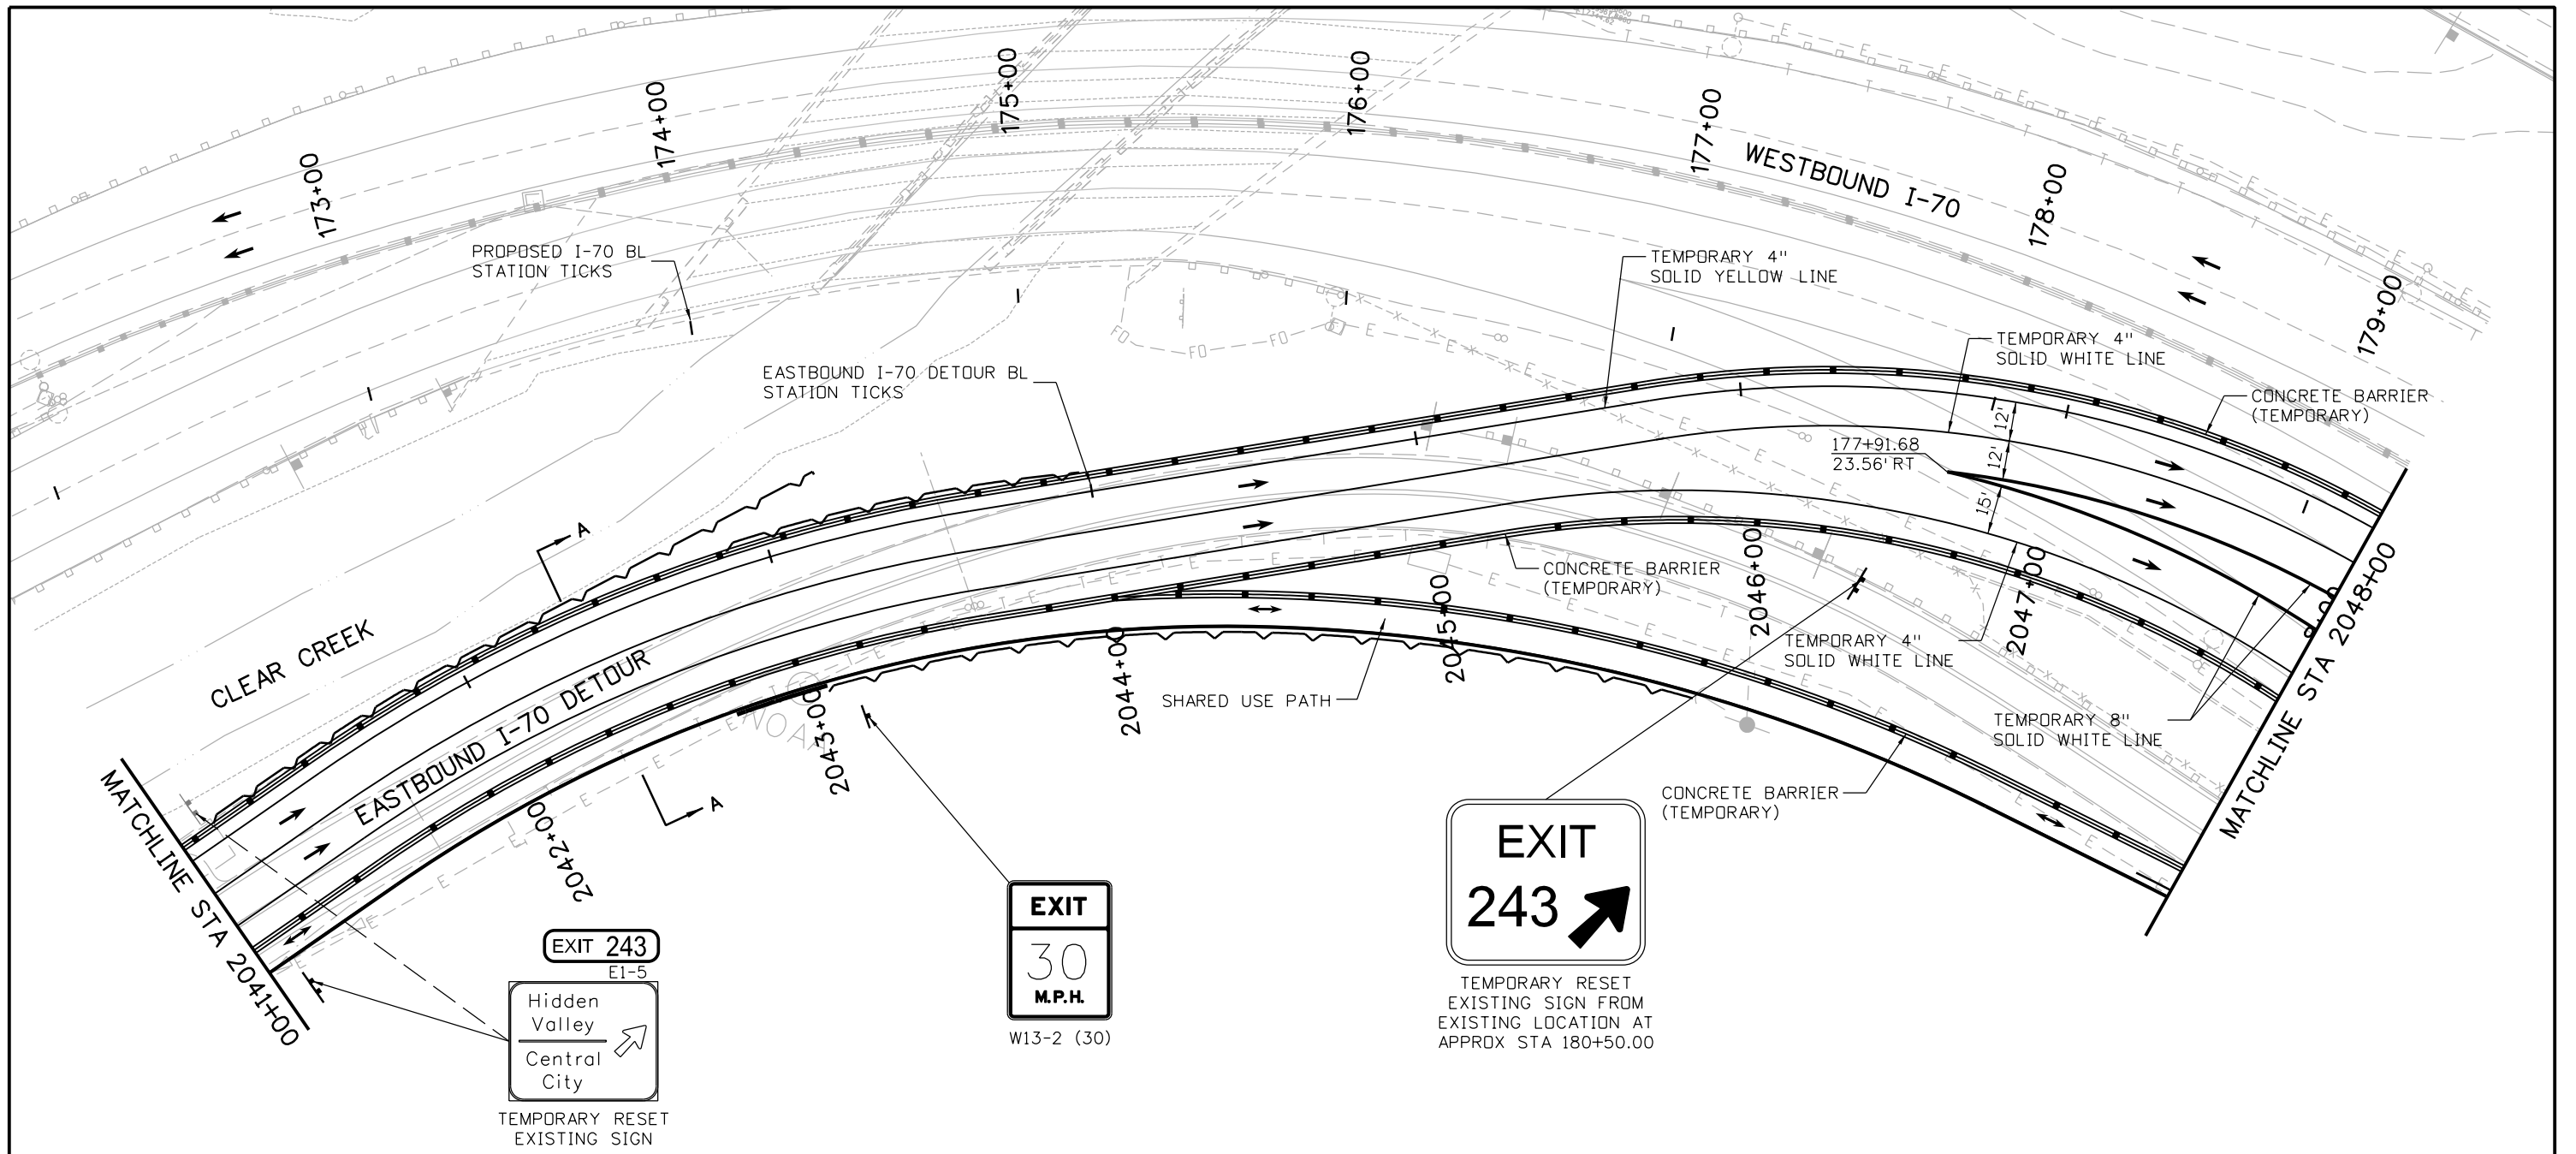 173+00
174+00
175+00
176+00
177+00
178+00
179+00
WESTBOUND I-70
PROPOSED I-70 BL
STATION TICKS
TEMPORARY 4"
SOLID YELLOW LINE
TEMPORARY 4"
SOLID WHITE LINE
EASTBOUND I-70 DETOUR BL
STATION TICKS
CONCRETE BARRIER
(TEMPORARY)
FO
FO
FO
12'
12'
15'
177+91.68
23.56' RT
A
A
CLEAR CREEK
EASTBOUND I-70 DETOUR
CONCRETE BARRIER
(TEMPORARY)
SHARED USE PATH
TEMPORARY 4"
SOLID WHITE LINE
TEMPORARY 8"
SOLID WHITE LINE
CONCRETE BARRIER
(TEMPORARY)
2042+00
2043+00
2044+00
2045+00
2046+00
2047+00
MATCHLINE STA 2041+00
MATCHLINE STA 2048+00
EXIT 243
E1-5
Hidden
Valley
Central
City
TEMPORARY RESET
EXISTING SIGN
EXIT
30
M.P.H.
W13-2 (30)
EXIT
243
TEMPORARY RESET
EXISTING SIGN FROM
EXISTING LOCATION AT
APPROX STA 180+50.00